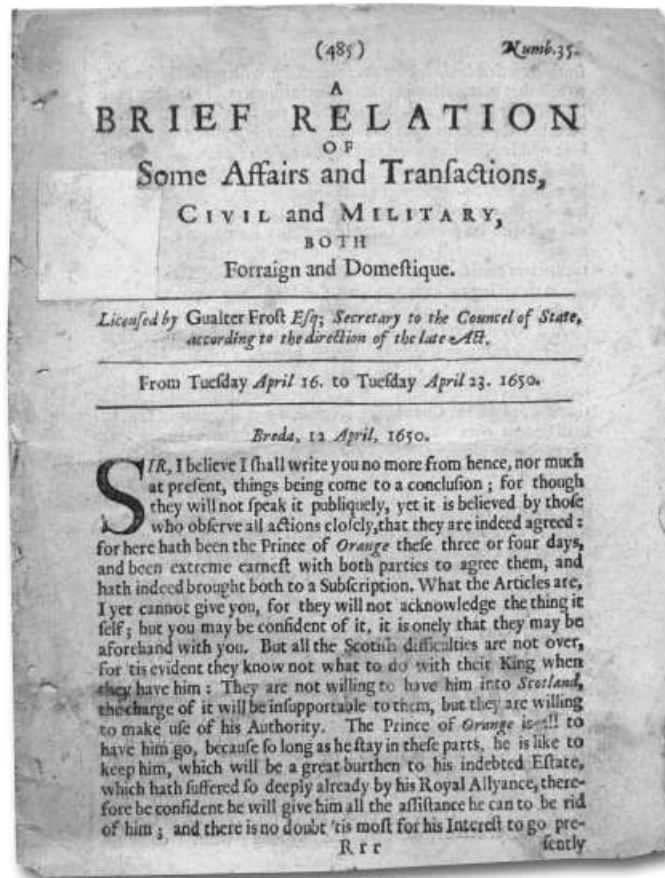 (485) Numb.35.
A
BRIEF RELATION
OF
Some Affairs and Tranſactions,
CIVIL and MILITARY,
BOTH
Forraign and Domeſtique.
Licenſed by Gualter Froſt Eſq; Secretary to the Councel of State,
according to the direction of the late Act.
From Tueſday April 16. to Tueſday April 23. 1650.
Breda, 12 April, 1650.
SIR, I believe I ſhall write you no more from hence, nor much
at preſent, things being come to a concluſion ; for though
they will not ſpeak it publiquely, yet it is believed by thoſe
who obſerve all actions cloſely,that they are indeed agreed :
for here hath been the Prince of Orange theſe three or four days,
and been extreme earneſt with both parties to agree them, and
hath indeed brought both to a Subſcription. What the Articles are,
I yet cannot give you, for they will not acknowledge the thing it
ſelf ; but you may be confident of it, it is onely that they may be
aforehand with you. But all the Scotiſh difficulties are not over,
for 'tis evident they know not what to do with their King when
they have him : They are not willing to have him into Scotland,
the charge of it will be inſupportable to them, but they are willing
to make uſe of his Authority. The Prince of Orange is all to
have him go, becauſe ſo long as he ſtay in theſe parts, he is like to
keep him, which will be a great burthen to his indebted Eſtate,
which hath ſuffered ſo deeply already by his Royal Allyance, there-
fore be confident he will give him all the aſſiſtance he can to be rid
of him ; and there is no doubt 'tis moſt for his Intereſt to go pre-
Rrr ſently